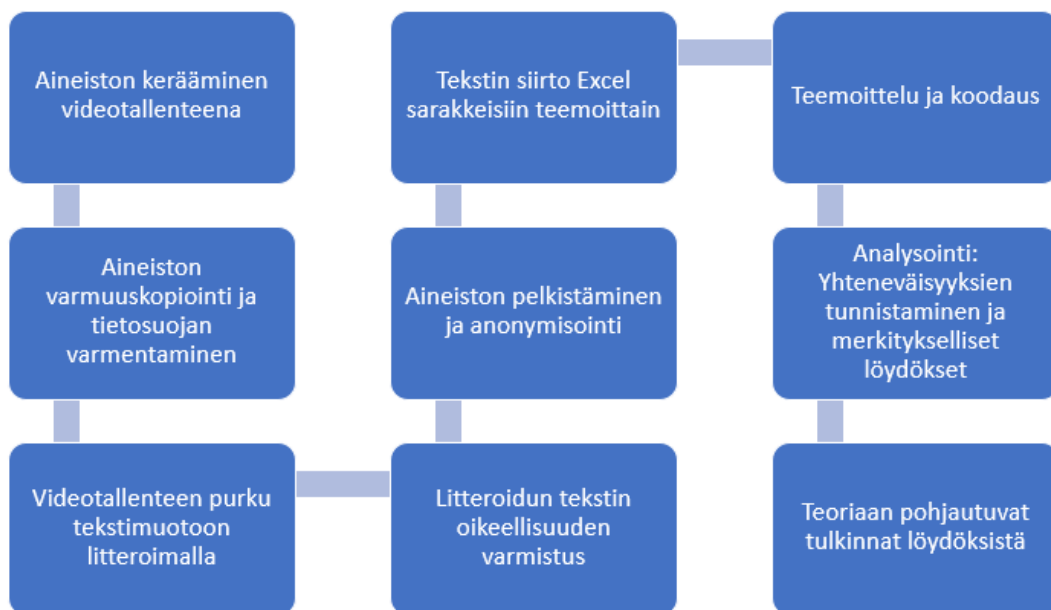 Aineiston kerääminen
videotallenteena
Aineiston
varmuuskopiointi ja
tietosuojan
varmentaminen
Videotallenteen purku
tekstimuotoon
litteroimalla
Litteroidun tekstin
oikeellisuuden
varmistus
Aineiston pelkistäminen
ja anonymisointi
Tekstin siirto Excel
sarakkeisiin teemoittain
Teemoittelu ja koodaus
Analysointi:
Yhteneväisyyksien
tunnistaminen ja
merkitykselliset
löydökset
Teoriaan pohjautuvat
tulkinnat löydöksistä